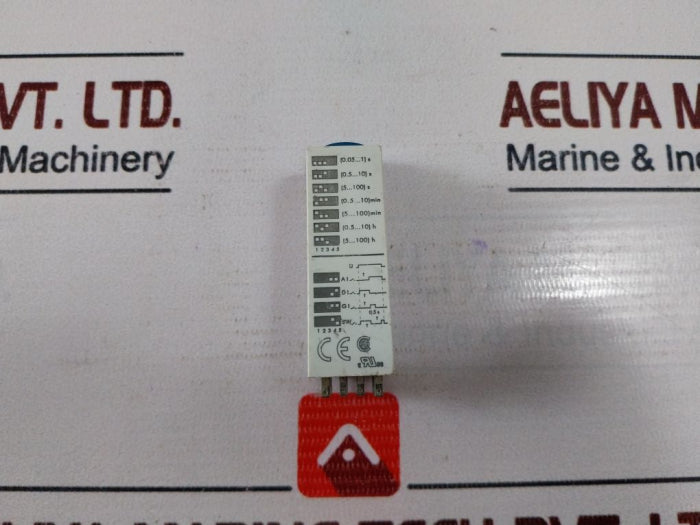 VT. LTD.
Machinery
AELIYA M
Marine & Ind
(0,05...1) s
(0,5...10) s
(5...100) s
(0,5...10)min
(5...100)min
(0,5...10) h
(5...100) h
1 2 3 4 5
U
A1
D1
G1
0,5 s
SW
1 2 3 4 5
CE